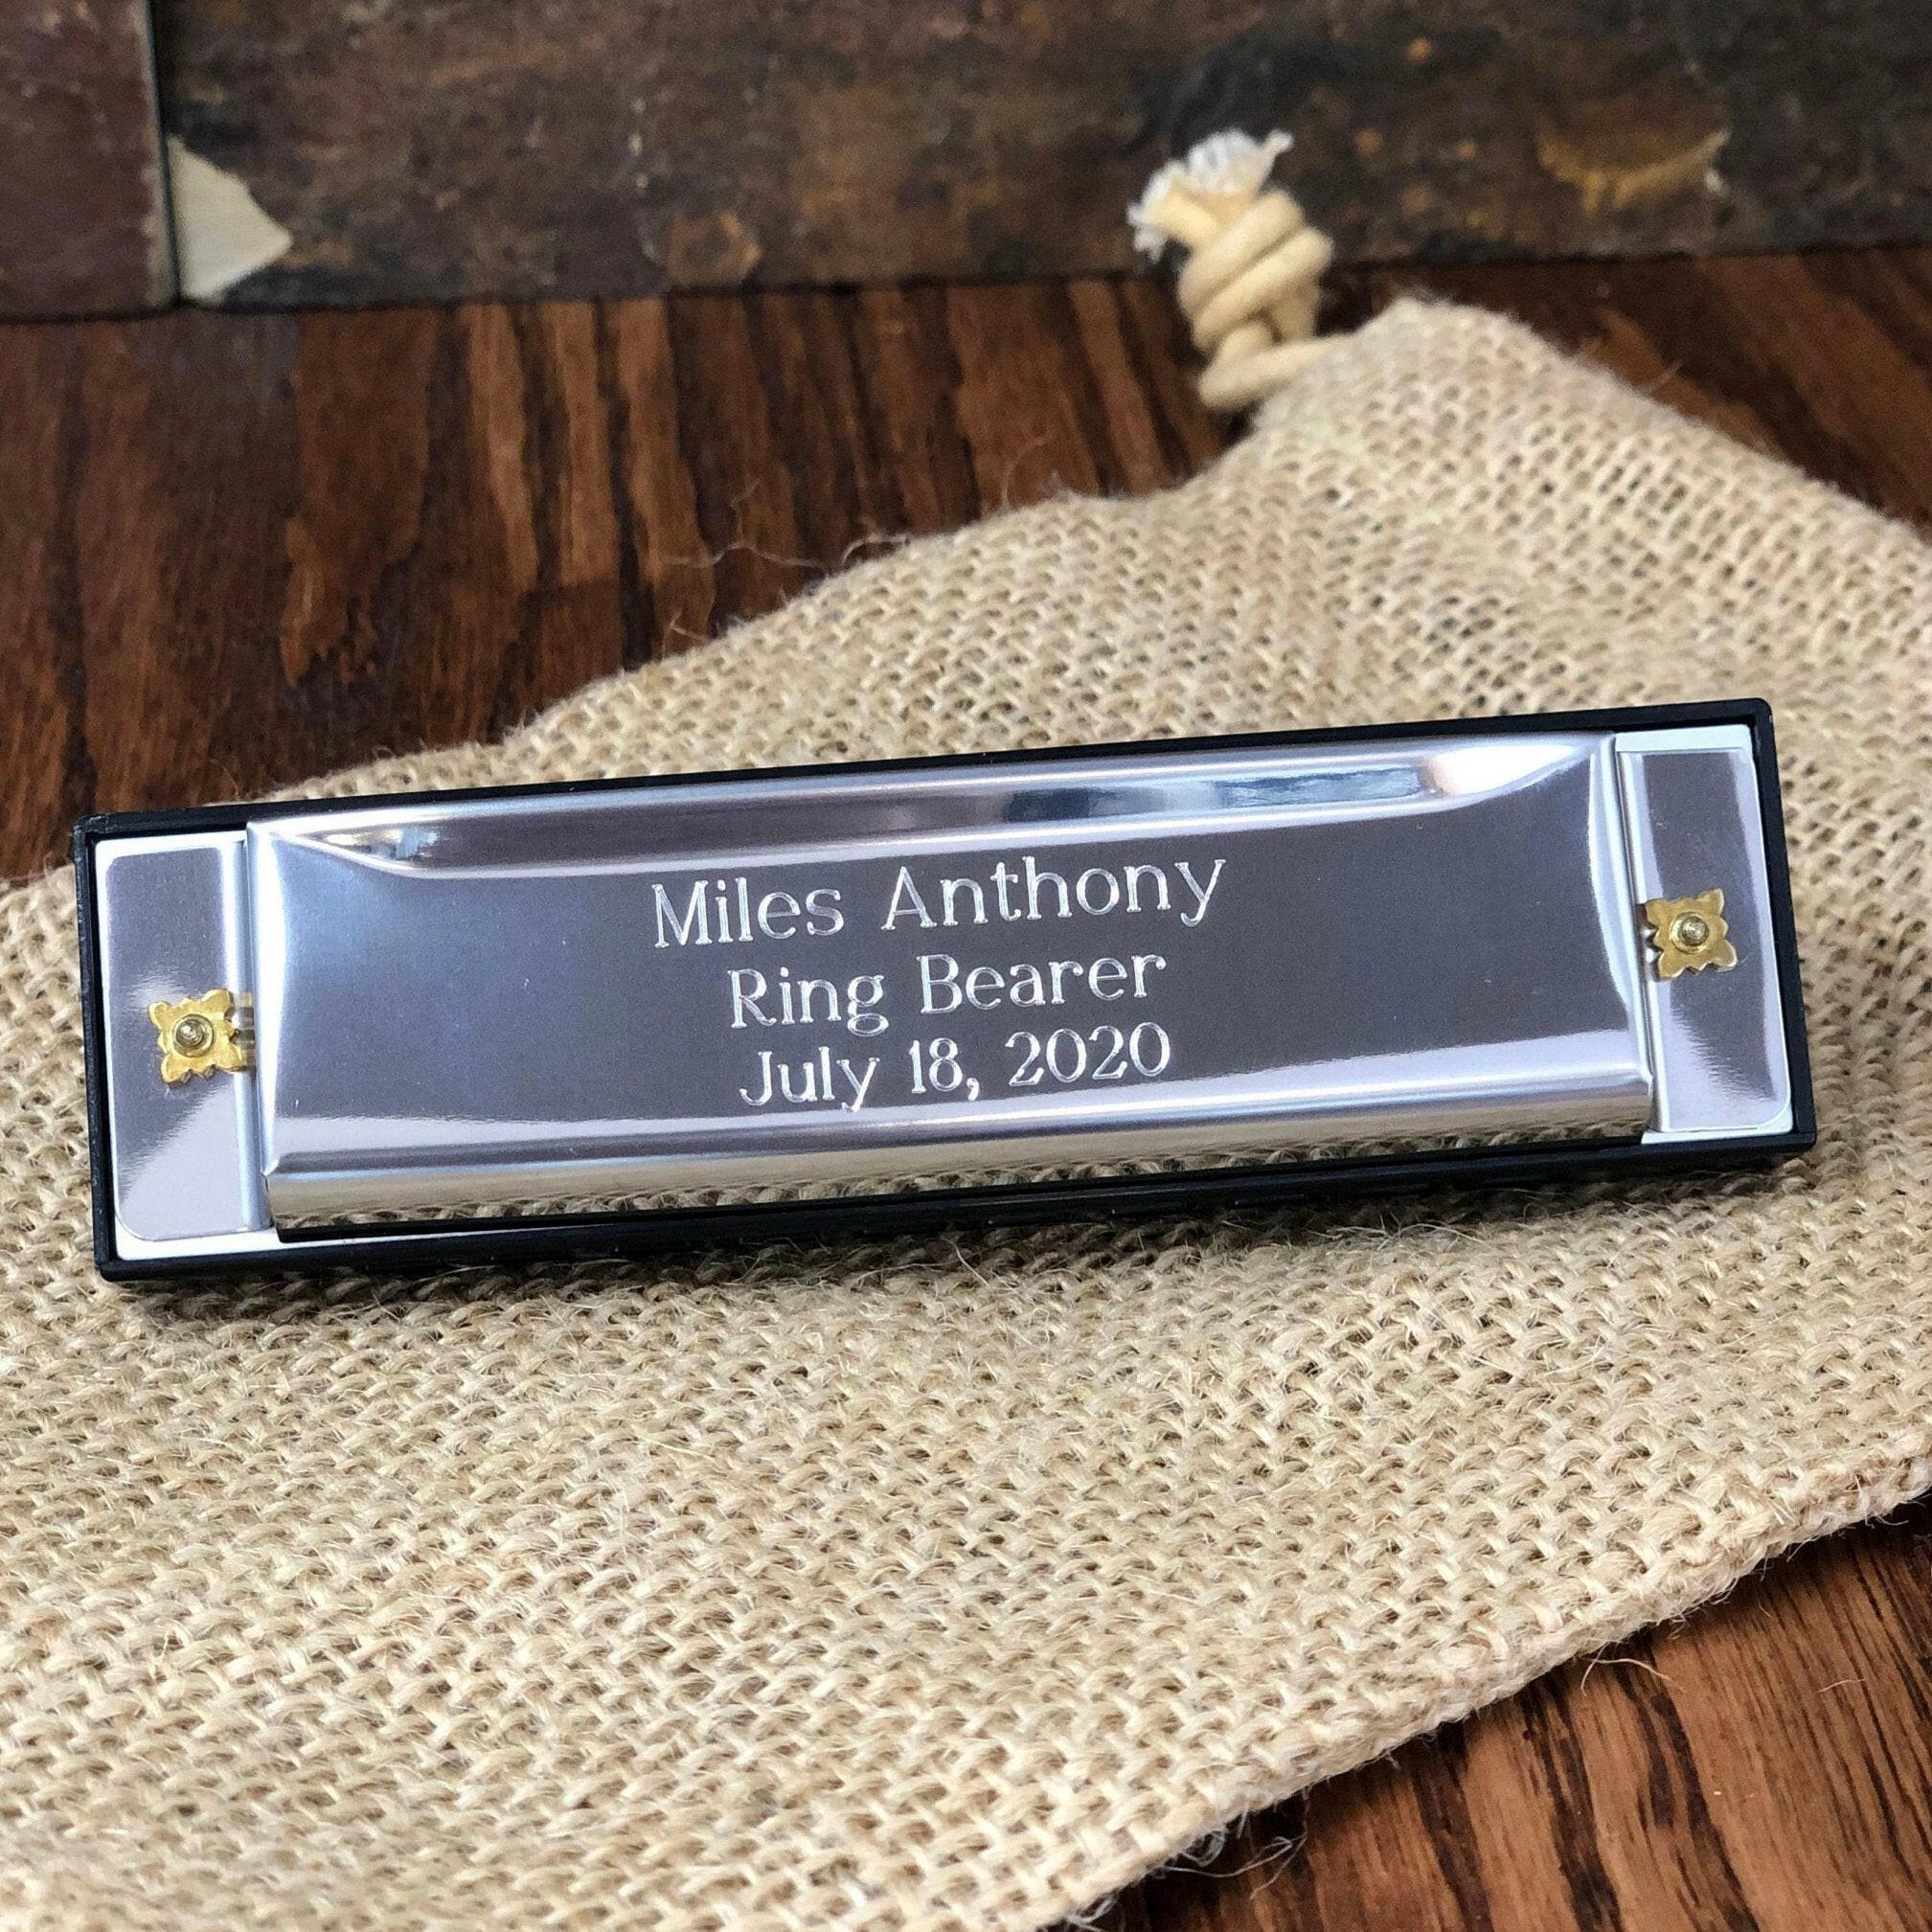 Miles Anthony
Ring Bearer
July 18, 2020